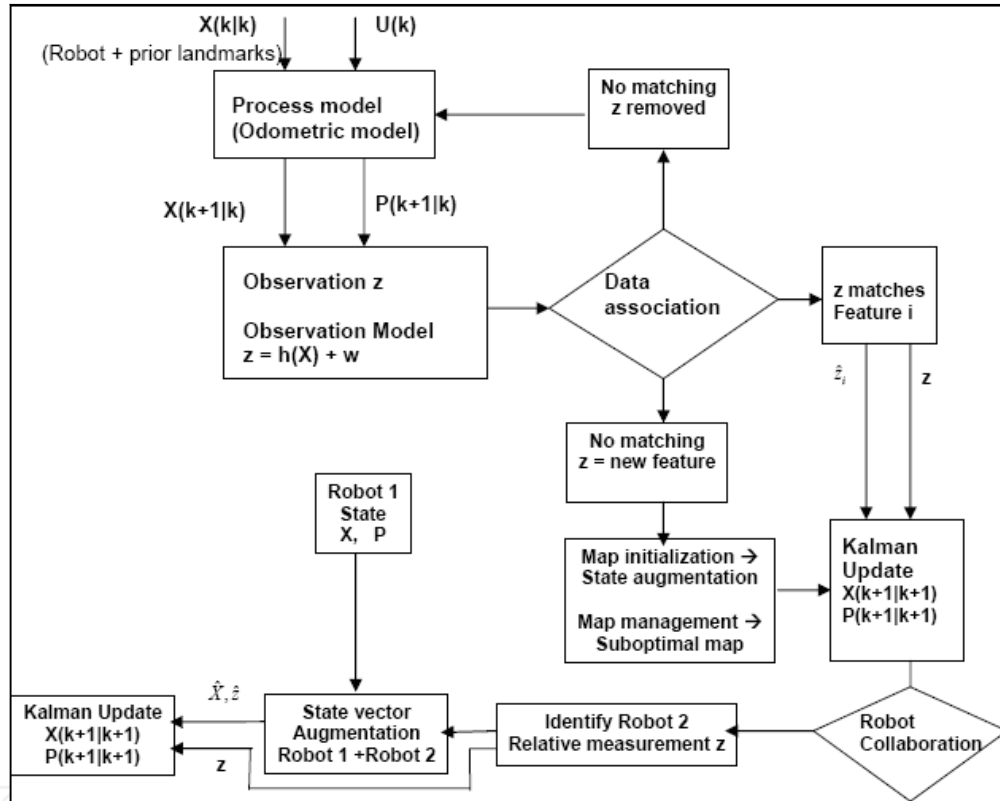 X(k|k)
U(k)
(Robot + prior landmarks)
Process model
(Odometric model)
No matching
z removed
X(k+1|k)
P(k+1|k)
Observation z
Observation Model
z = h(X) + w
Data
association
z matches
Feature i
ẑᵢ
z
No matching
z = new feature
Robot 1
State
X, P
Map initialization →
State augmentation
Map management →
Suboptimal map
Kalman
Update
X(k+1|k+1)
P(k+1|k+1)
Robot
Collaboration
Identify Robot 2
Relative measurement z
State vector
Augmentation
Robot 1 +Robot 2
X̂, ẑ
z
Kalman Update
X(k+1|k+1)
P(k+1|k+1)